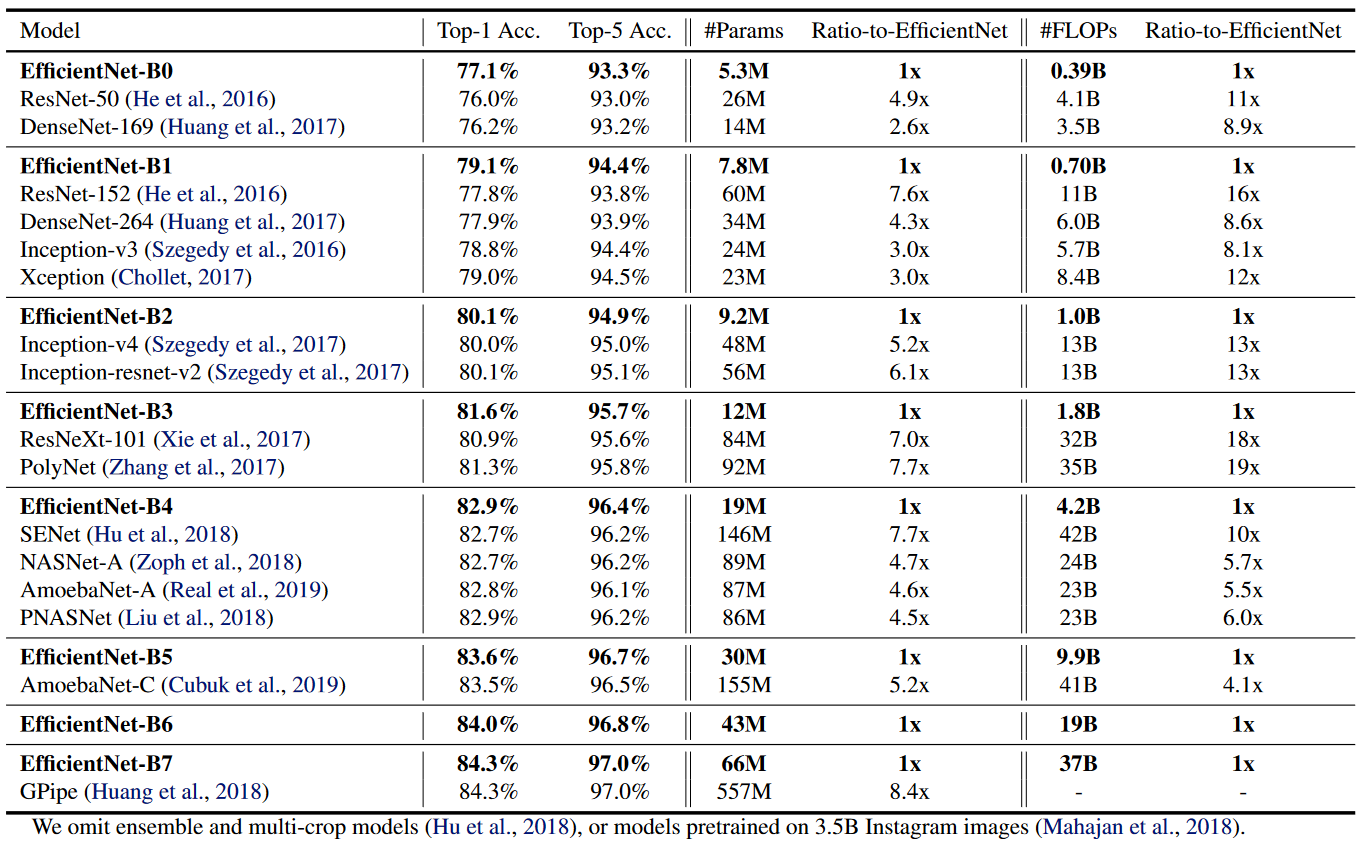 Model Top-1 Acc. Top-5 Acc. #Params Ratio-to-EfficientNet #FLOPs Ratio-to-EfficientNet
EfficientNet-B0 77.1% 93.3% 5.3M 1x 0.39B 1x
ResNet-50 (He et al., 2016) 76.0% 93.0% 26M 4.9x 4.1B 11x
DenseNet-169 (Huang et al., 2017) 76.2% 93.2% 14M 2.6x 3.5B 8.9x
EfficientNet-B1 79.1% 94.4% 7.8M 1x 0.70B 1x
ResNet-152 (He et al., 2016) 77.8% 93.8% 60M 7.6x 11B 16x
DenseNet-264 (Huang et al., 2017) 77.9% 93.9% 34M 4.3x 6.0B 8.6x
Inception-v3 (Szegedy et al., 2016) 78.8% 94.4% 24M 3.0x 5.7B 8.1x
Xception (Chollet, 2017) 79.0% 94.5% 23M 3.0x 8.4B 12x
EfficientNet-B2 80.1% 94.9% 9.2M 1x 1.0B 1x
Inception-v4 (Szegedy et al., 2017) 80.0% 95.0% 48M 5.2x 13B 13x
Inception-resnet-v2 (Szegedy et al., 2017) 80.1% 95.1% 56M 6.1x 13B 13x
EfficientNet-B3 81.6% 95.7% 12M 1x 1.8B 1x
ResNeXt-101 (Xie et al., 2017) 80.9% 95.6% 84M 7.0x 32B 18x
PolyNet (Zhang et al., 2017) 81.3% 95.8% 92M 7.7x 35B 19x
EfficientNet-B4 82.9% 96.4% 19M 1x 4.2B 1x
SENet (Hu et al., 2018) 82.7% 96.2% 146M 7.7x 42B 10x
NASNet-A (Zoph et al., 2018) 82.7% 96.2% 89M 4.7x 24B 5.7x
AmoebaNet-A (Real et al., 2019) 82.8% 96.1% 87M 4.6x 23B 5.5x
PNASNet (Liu et al., 2018) 82.9% 96.2% 86M 4.5x 23B 6.0x
EfficientNet-B5 83.6% 96.7% 30M 1x 9.9B 1x
AmoebaNet-C (Cubuk et al., 2019) 83.5% 96.5% 155M 5.2x 41B 4.1x
EfficientNet-B6 84.0% 96.8% 43M 1x 19B 1x
EfficientNet-B7 84.3% 97.0% 66M 1x 37B 1x
GPipe (Huang et al., 2018) 84.3% 97.0% 557M 8.4x - -
We omit ensemble and multi-crop models (Hu et al., 2018), or models pretrained on 3.5B Instagram images (Mahajan et al., 2018).